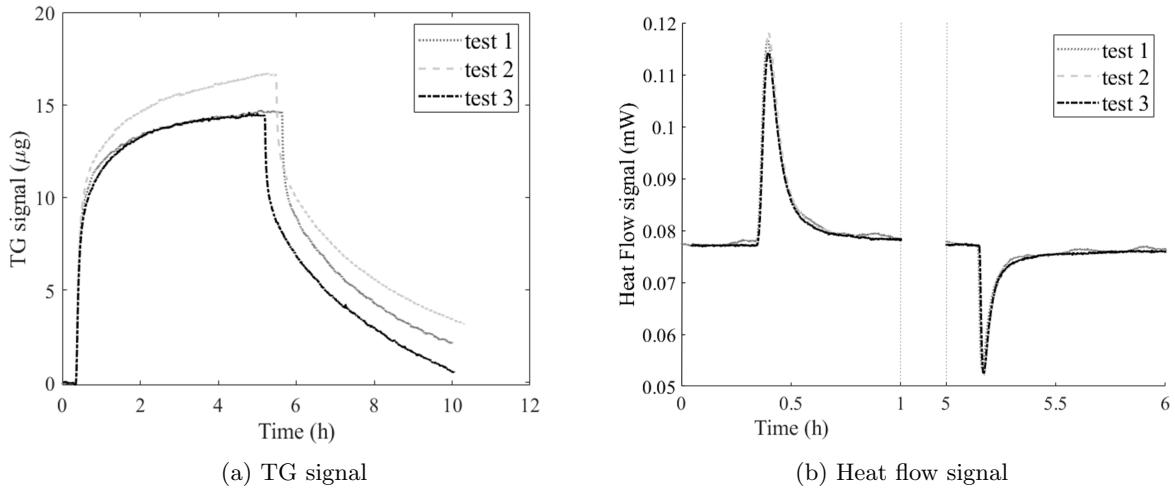 20
15
10
5
0
TG signal (μg)
test 1
test 2
test 3
0 2 4 6 8 10 12
Time (h)
(a) TG signal
0.12
0.11
0.1
0.09
0.08
0.07
0.06
0.05
Heat Flow signal (mW)
test 1
test 2
test 3
0 0.5 1 5 5.5 6
Time (h)
(b) Heat flow signal